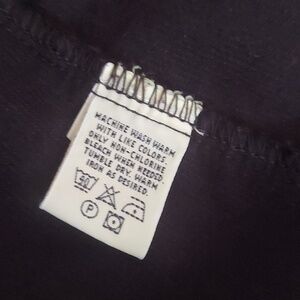 MACHINE WASH WARM
WITH LIKE COLORS
ONLY NON-CHLORINE
BLEACH WHEN NEEDED.
TUMBLE DRY. WARM
IRON AS DESIRED.
P